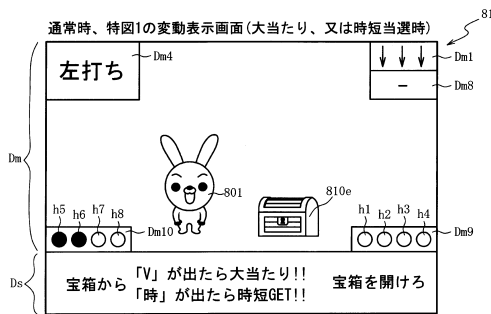 通常時、特図1の変動表示画面(大当たり、又は時短当選時)
81
左打ち
Dm4
↓ ↓ ↓
Dm1
−
Dm8
Dm
801
810e
h5 h6 h7 h8
Dm10
h1 h2 h3 h4
Dm9
Ds
宝箱から
「V」が出たら大当たり!!
「時」が出たら時短GET!!
宝箱を開けろ